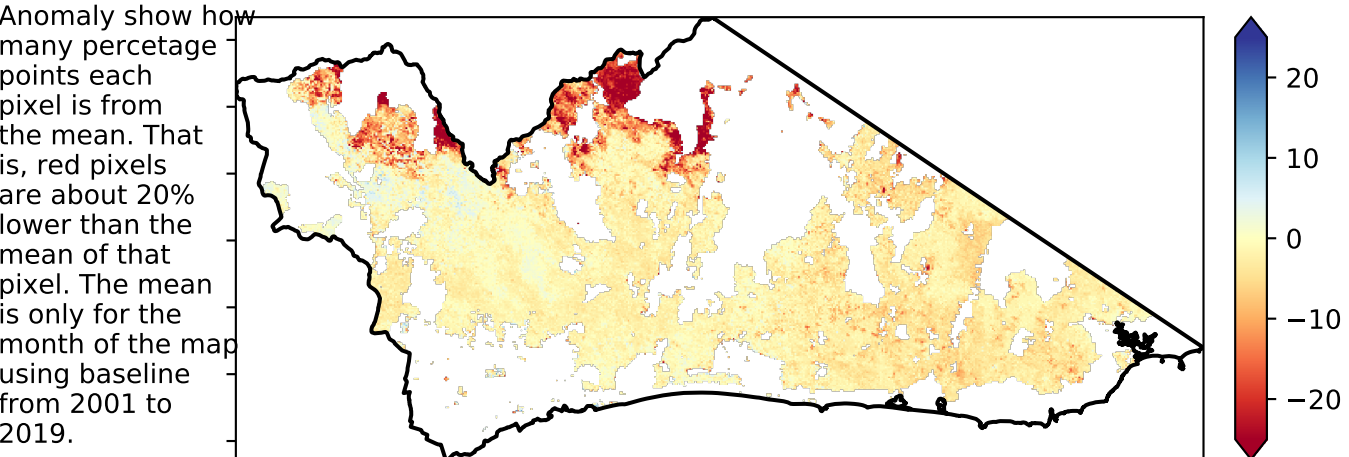 Anomaly show how
many percetage
points each
pixel is from
the mean. That
is, red pixels
are about 20%
lower than the
mean of that
pixel. The mean
is only for the
month of the map
using baseline
from 2001 to
2019.
20
10
0
−10
−20